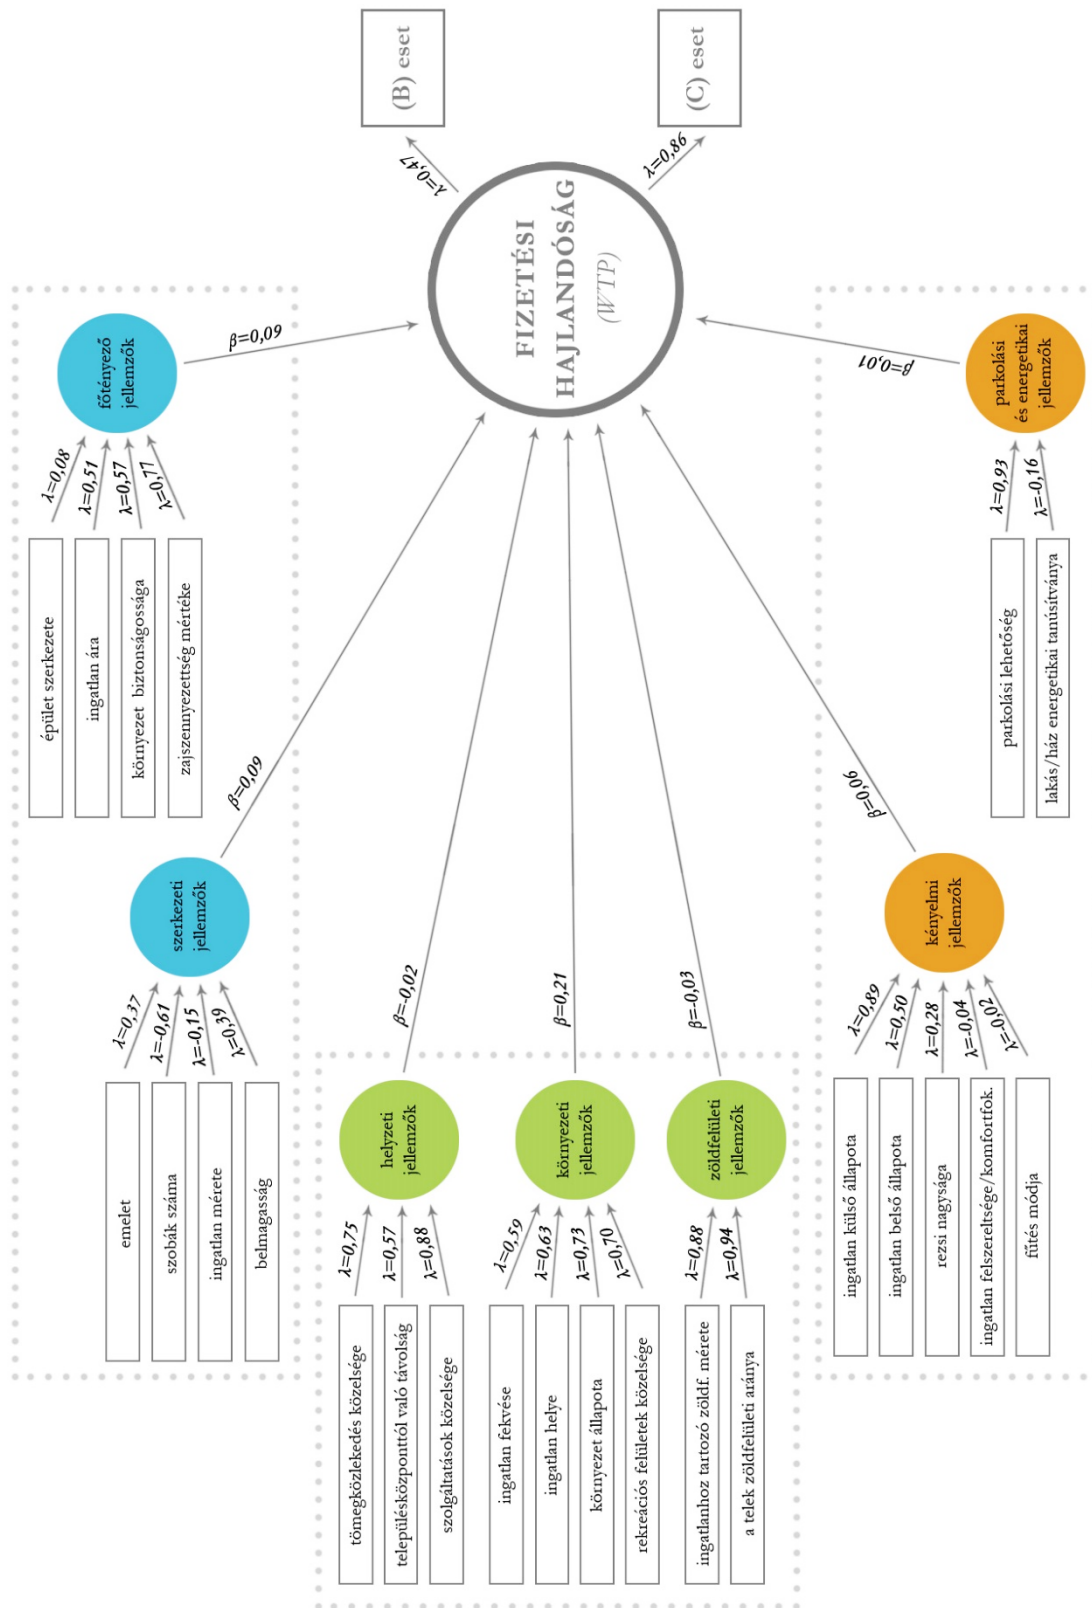 épület szerkezete
ingatlan ára
környezet biztonságossága
zajszennyezettség mértéke
λ=0,08
λ=0,51
λ=0,57
λ=0,77
főtényező
jellemzők
β=0,09
emelet
szobák száma
ingatlan mérete
belmagasság
λ=0,37
λ=-0,61
λ=-0,15
λ=0,39
szerkezeti
jellemzők
β=0,09
tömegközlekedés közelsége
településközponttól való távolság
szolgáltatások közelsége
λ=0,75
λ=0,57
λ=0,88
helyzeti
jellemzők
β=-0,02
ingatlan fekvése
ingatlan helye
környezet állapota
rekreációs felületek közelsége
λ=0,59
λ=0,63
λ=0,73
λ=0,70
környezeti
jellemzők
β=0,21
ingatlanhoz tartozó zöldf. mérete
a telek zöldfelületi aránya
λ=0,88
λ=0,94
zöldfelületi
jellemzők
β=-0,03
ingatlan külső állapota
ingatlan belső állapota
rezsi nagysága
ingatlan felszereltsége/komfortfok.
fűtés módja
λ=0,89
λ=0,50
λ=0,28
λ=-0,04
λ=-0,02
kényelmi
jellemzők
β=0,06
parkolási lehetőség
lakás/ház energetikai tanúsítványa
λ=0,93
λ=-0,16
parkolási
és energetikai
jellemzők
β=0,01
FIZETÉSI
HAJLANDÓSÁG
(WTP)
λ=0,47
(B) eset
λ=0,86
(C) eset